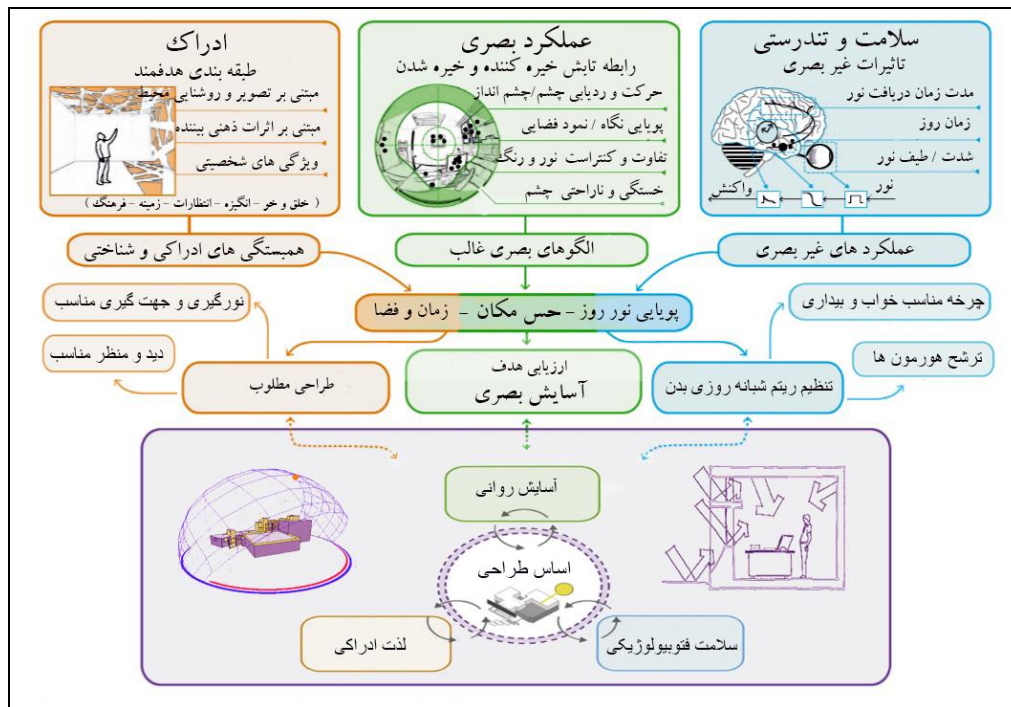 سلامت و تندرستی
تاثیرات غیر بصری
مدت زمان دریافت نور
زمان روز
شدت / طیف نور
نور
واکنش
عملکرد بصری
رابطه تابش خیره کننده و خیره شدن
حرکت و ردیابی چشم/چشم انداز
پویایی نگاه / نمود فضایی
تفاوت و کنتراست نور و رنگ
خستگی و ناراحتی چشم
ادراک
طبقه بندی هدفمند
مبتنی بر تصویر و روشنایی محیط
مبتنی بر اثرات ذهنی بیننده
ویژگی های شخصیتی
( خلق و خو - انگیزه - انتظارات - زمینه - فرهنگ )
عملکرد های غیر بصری
الگوهای بصری غالب
همبستگی های ادراکی و شناختی
پویایی نور روز - حس مکان - زمان و فضا
چرخه مناسب خواب و بیداری
ترشح هورمون ها
تنظیم ریتم شبانه روزی بدن
ارزیابی هدف
آسایش بصری
طراحی مطلوب
نورگیری و جهت گیری مناسب
دید و منظر مناسب
آسایش روانی
اساس طراحی
سلامت فتوبیولوژیکی
لذت ادراکی